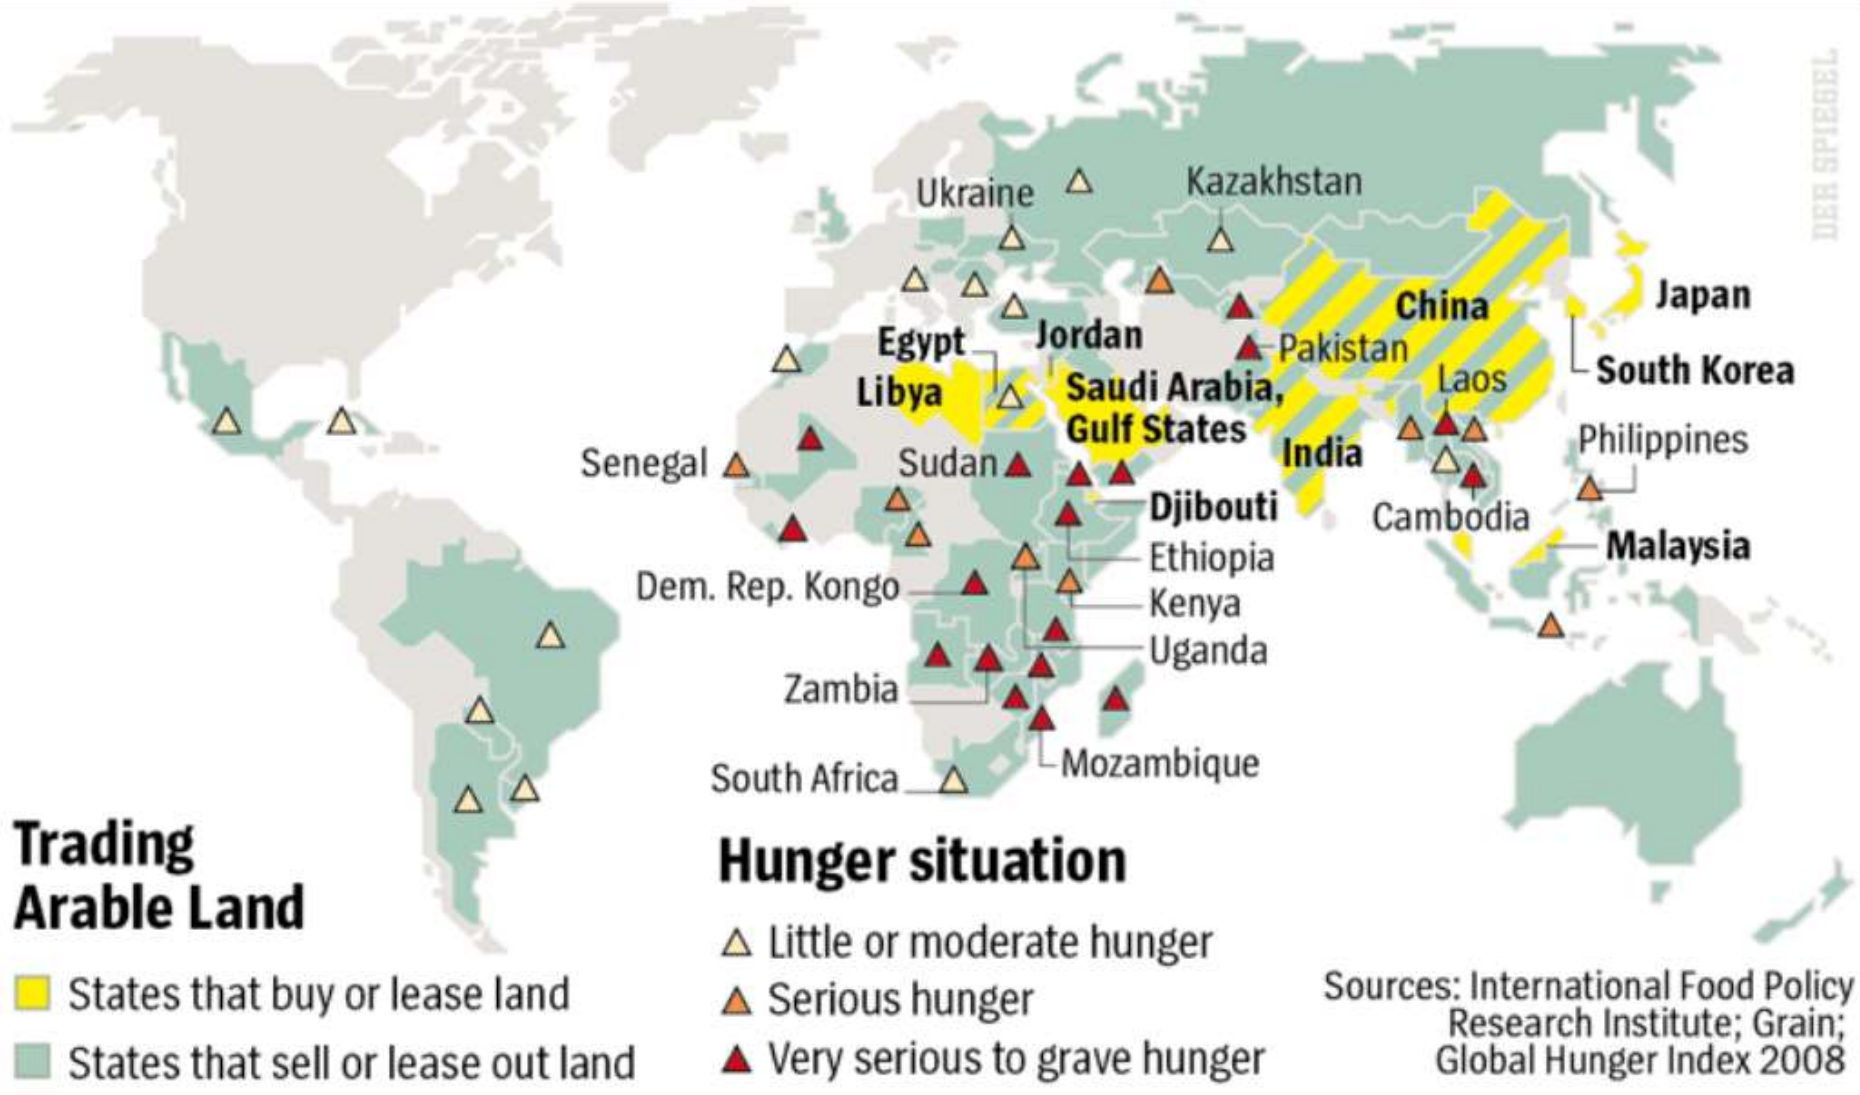 DER SPIEGEL
Ukraine
Kazakhstan
China
Japan
Egypt
Jordan
Pakistan
Libya
Saudi Arabia,
Gulf States
Laos
South Korea
Senegal
Sudan
India
Philippines
Djibouti
Cambodia
Malaysia
Ethiopia
Dem. Rep. Kongo
Kenya
Uganda
Zambia
Mozambique
South Africa
Trading
Arable Land
States that buy or lease land
States that sell or lease out land
Hunger situation
Little or moderate hunger
Serious hunger
Very serious to grave hunger
Sources: International Food Policy
Research Institute; Grain;
Global Hunger Index 2008